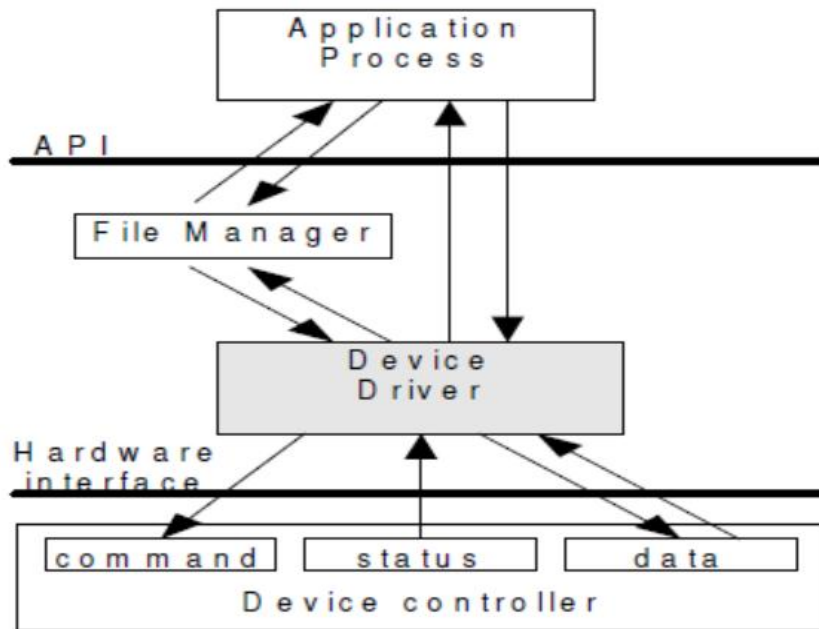 Application
Process
API
File Manager
Device
Driver
Hardware
interface
command
status
data
Device controller